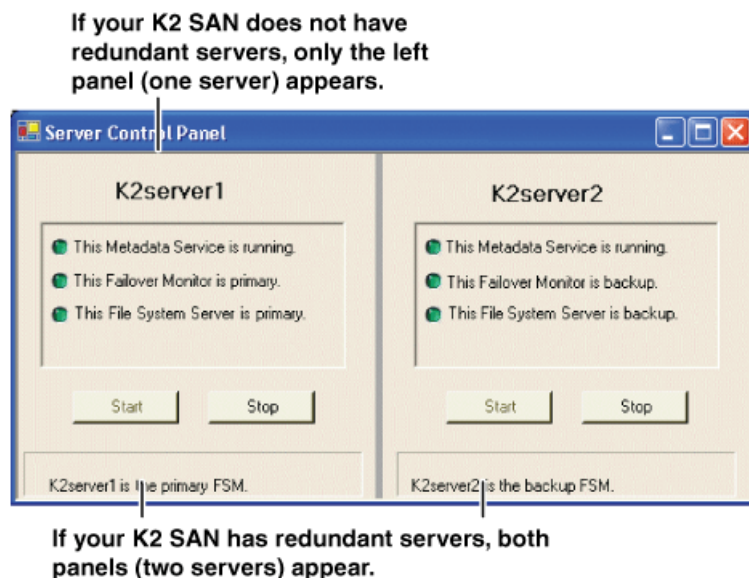 If your K2 SAN does not have
redundant servers, only the left
panel (one server) appears.
Server Control Panel
K2server1
This Metadata Service is running.
This Failover Monitor is primary.
This File System Server is primary.
Start Stop
K2server1 is the primary FSM.
K2server2
This Metadata Service is running.
This Failover Monitor is backup.
This File System Server is backup.
Start Stop
K2server2 is the backup FSM.
If your K2 SAN has redundant servers, both
panels (two servers) appear.